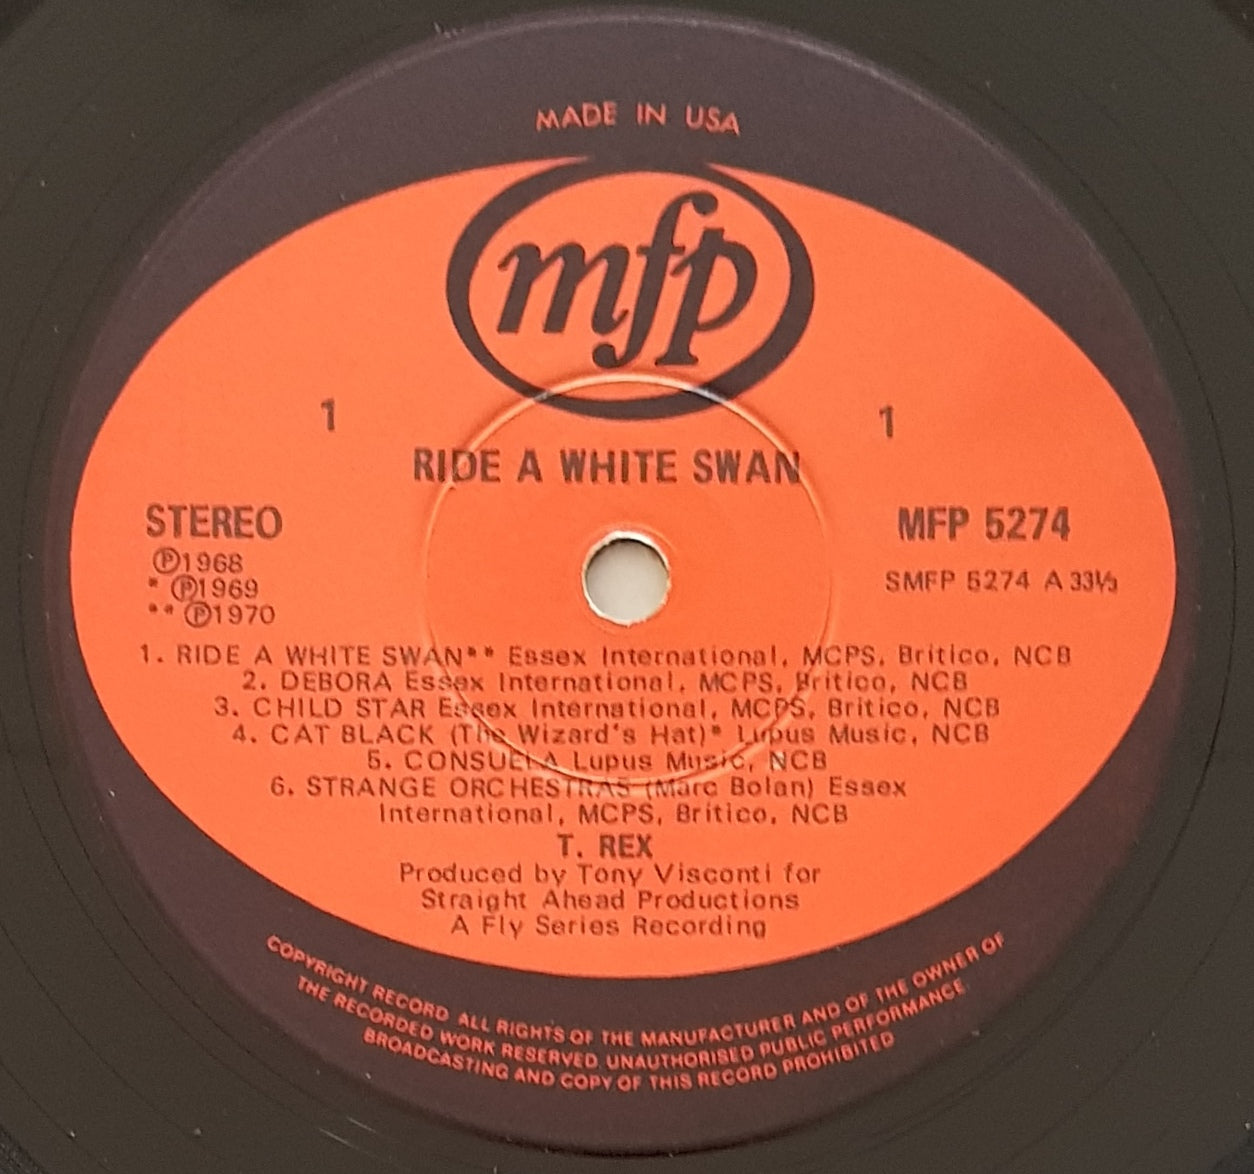 MADE IN USA
mfp
1 1
RIDE A WHITE SWAN
STEREO MFP 5274
℗1968
* ℗1969 SMFP 5274 A 33⅓
** ℗1970
1. RIDE A WHITE SWAN** Essex International, MCPS, Britico, NCB
2. DEBORA Essex International, MCPS, Britico, NCB
3. CHILD STAR Essex International, MCPS, Britico, NCB
4. CAT BLACK (The Wizard's Hat)* Lupus Music, NCB
5. CONSUELA Lupus Music, NCB
6. STRANGE ORCHESTRAS (Marc Bolan) Essex
International, MCPS, Britico, NCB
T. REX
Produced by Tony Visconti for
Straight Ahead Productions
A Fly Series Recording
COPYRIGHT RECORD. ALL RIGHTS OF THE MANUFACTURER AND OF THE OWNER OF
THE RECORDED WORK RESERVED. UNAUTHORISED PUBLIC PERFORMANCE
BROADCASTING AND COPY OF THIS RECORD PROHIBITED